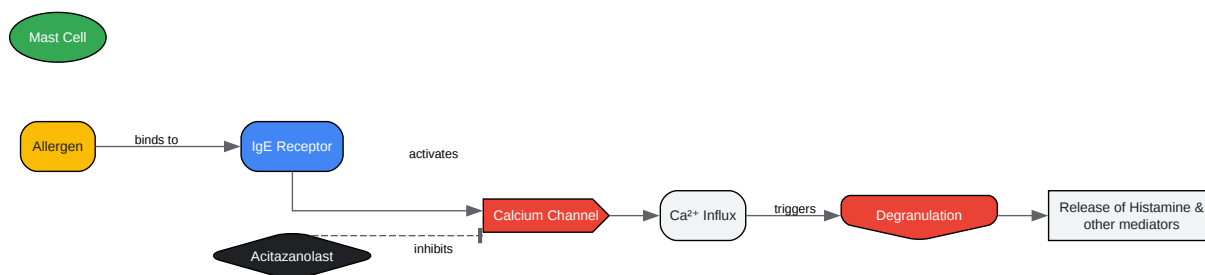 Mast Cell
Allergen
binds to
IgE Receptor
activates
Calcium Channel
Ca²⁺ Influx
triggers
Degranulation
Release of Histamine &
other mediators
Acitazanolast
inhibits